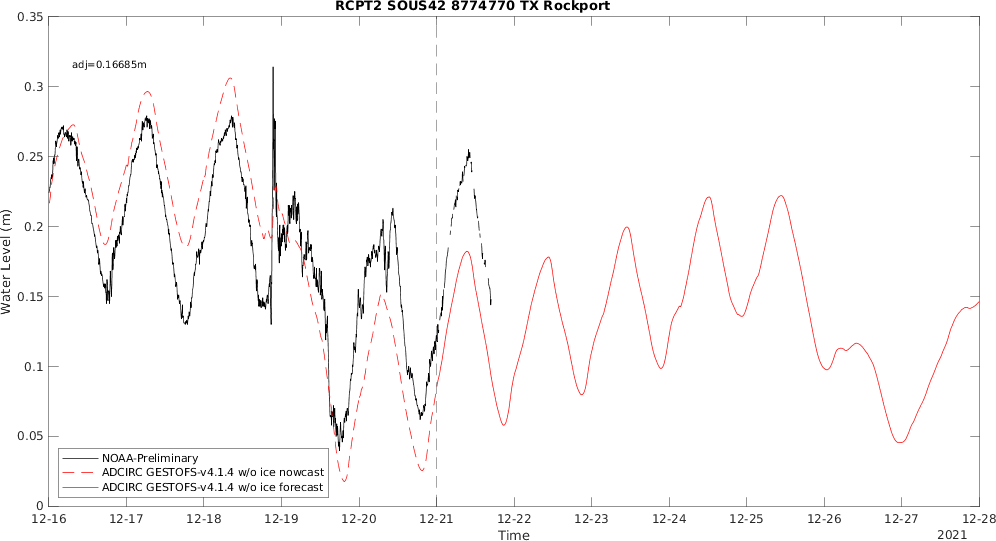 RCPT2 SOUS42 8774770 TX Rockport
0.35
adj=0.16685m
0.3
0.25
0.2
0.15
0.1
0.05
0
Water Level (m)
NOAA-Preliminary
ADCIRC GESTOFS-v4.1.4 w/o ice nowcast
ADCIRC GESTOFS-v4.1.4 w/o ice forecast
12-16 12-17 12-18 12-19 12-20 12-21 12-22 12-23 12-24 12-25 12-26 12-27 12-28
Time
2021